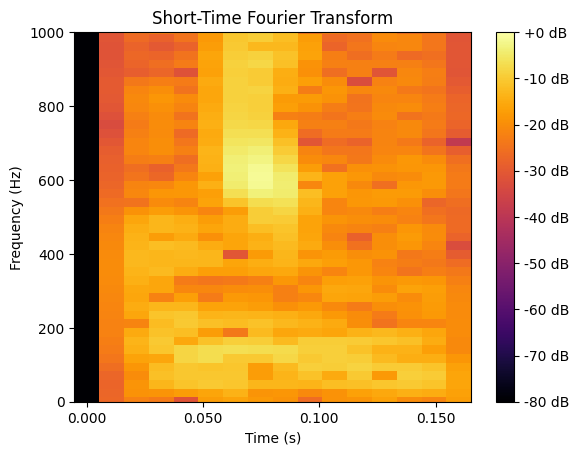 Short-Time Fourier Transform
Frequency (Hz)
1000
800
600
400
200
0
0.000
0.050
0.100
0.150
Time (s)
+0 dB
-10 dB
-20 dB
-30 dB
-40 dB
-50 dB
-60 dB
-70 dB
-80 dB